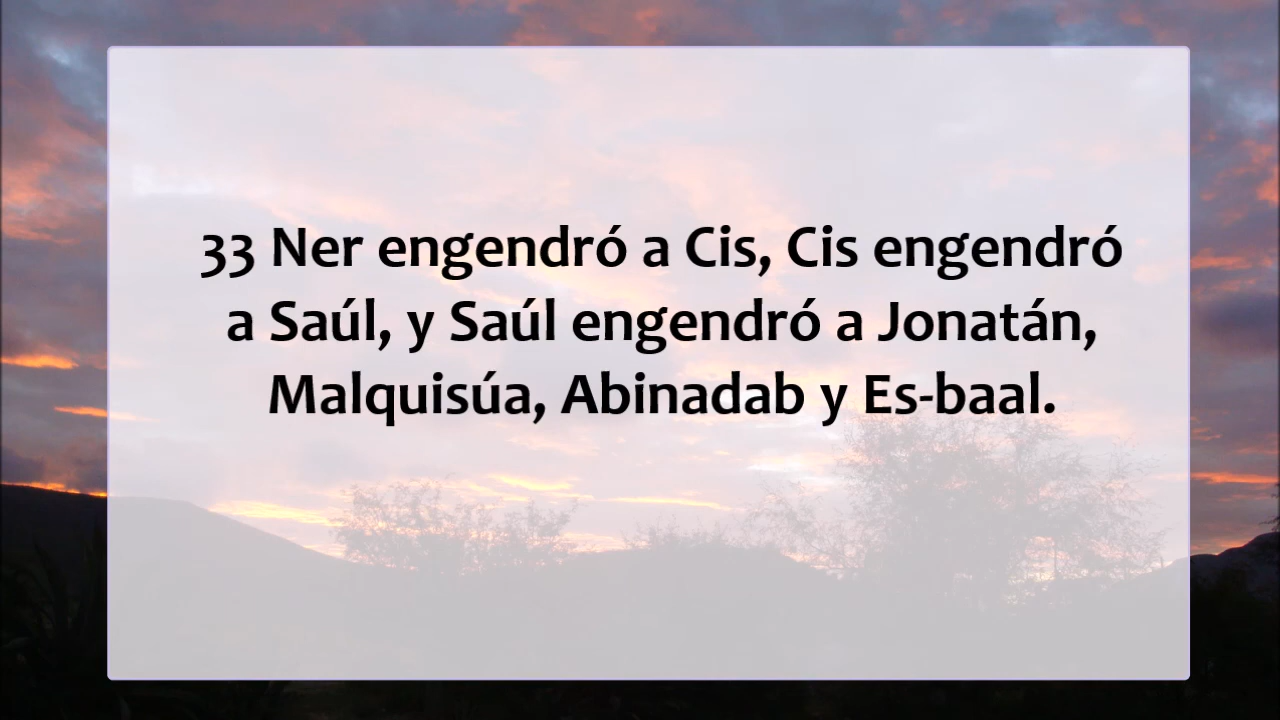 33 Ner engendró a Cis, Cis engendró
a Saúl, y Saúl engendró a Jonatán,
Malquisúa, Abinadab y Es-baal.